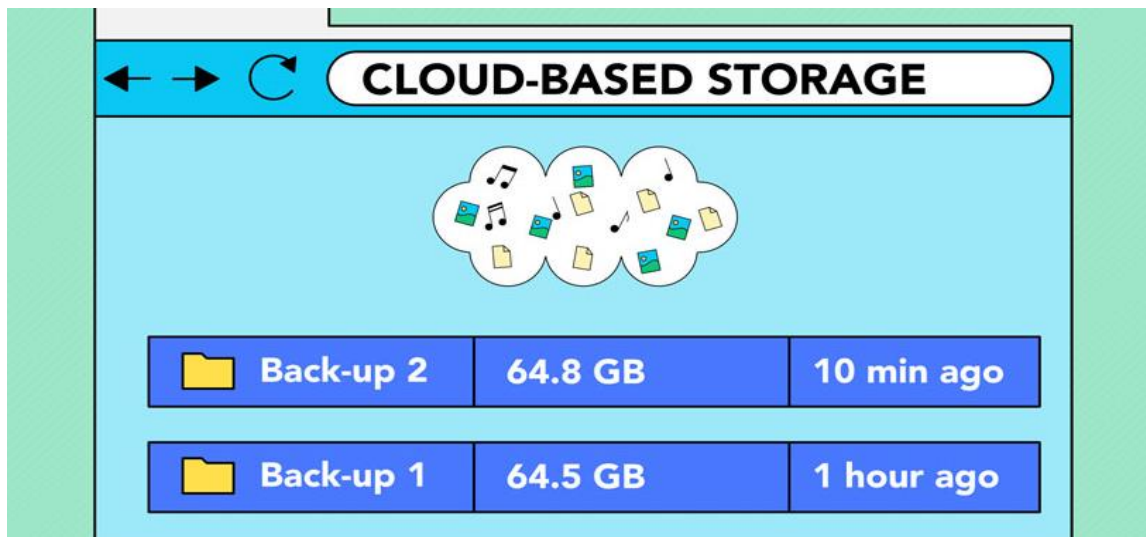 CLOUD-BASED STORAGE
Back-up 2 64.8 GB 10 min ago
Back-up 1 64.5 GB 1 hour ago